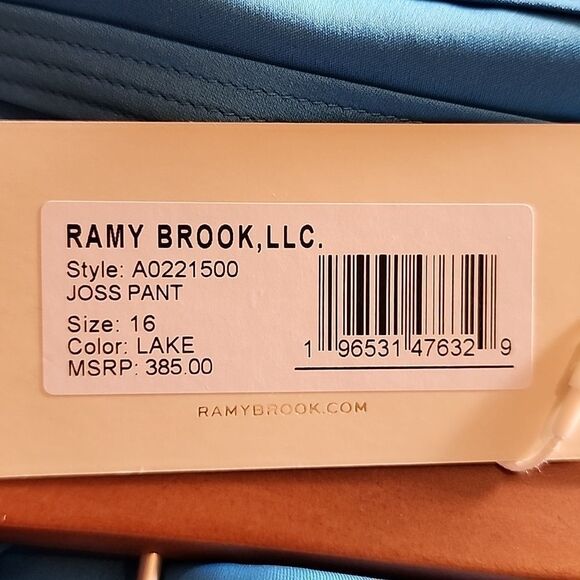 RAMY BROOK,LLC.
Style: A0221500
JOSS PANT
Size: 16
Color: LAKE
MSRP: 385.00
1 96531 47632 9
RAMYBROOK.COM